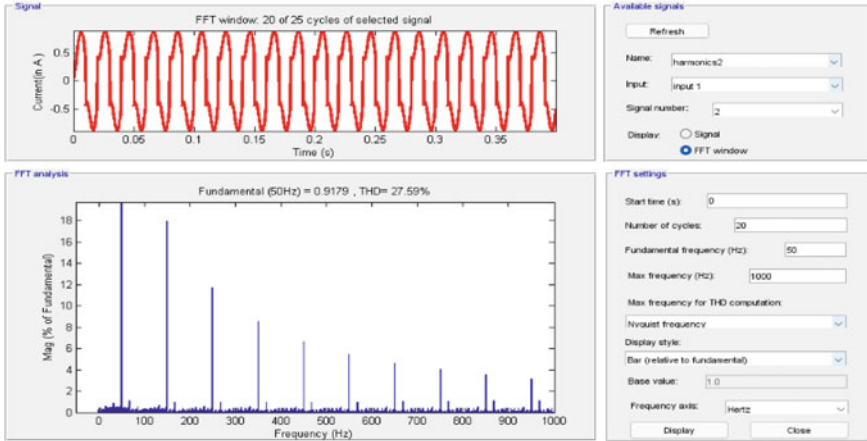 Signal
FFT window: 20 of 25 cycles of selected signal
Current(in A )
0.5
0
-0.5
0 0.05 0.1 0.15 0.2 0.25 0.3 0.35
Time (s)
Available signals
Refresh
Name: harmonics2
Input: input 1
Signal number: 2
Display: Signal
FFT window
FFT analysis
Fundamental (50Hz) = 0.9179 , THD= 27.59%
Mag (% of Fundamental)
18
16
14
12
10
8
6
4
2
0
0 100 200 300 400 500 600 700 800 900 1000
Frequency (Hz)
FFT settings
Start time (s): 0
Number of cycles: 20
Fundamental frequency (Hz): 50
Max frequency (Hz): 1000
Max frequency for THD computation:
Nyquist frequency
Display style:
Bar (relative to fundamental)
Base value: 1.0
Frequency axis: Hertz
Display Close